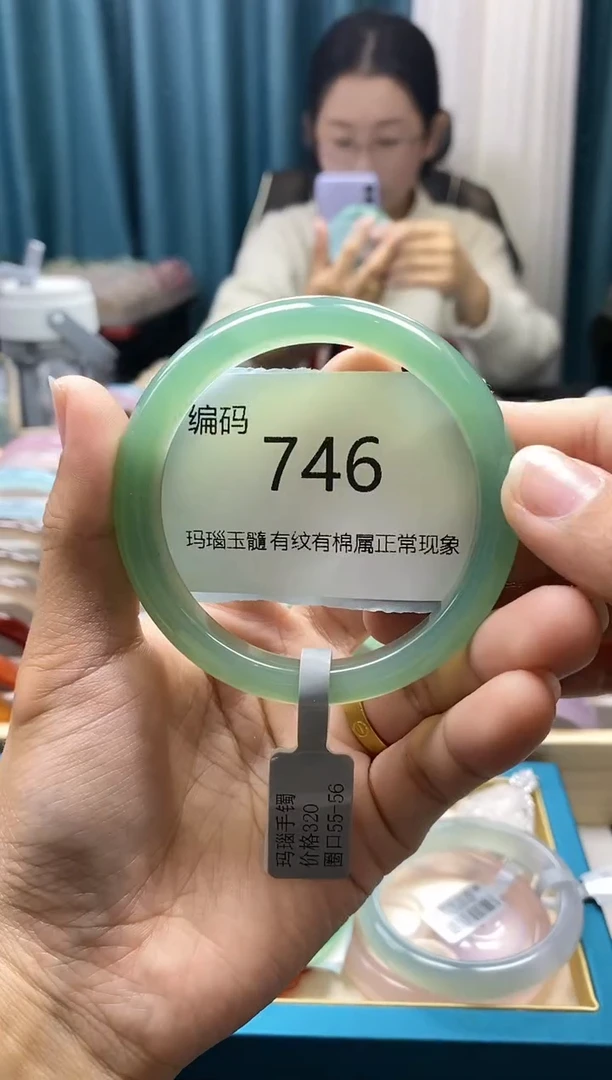 编码
746
玛瑙玉髓有纹有棉属正常现象
玛瑙手镯
价格320
圈口55-56